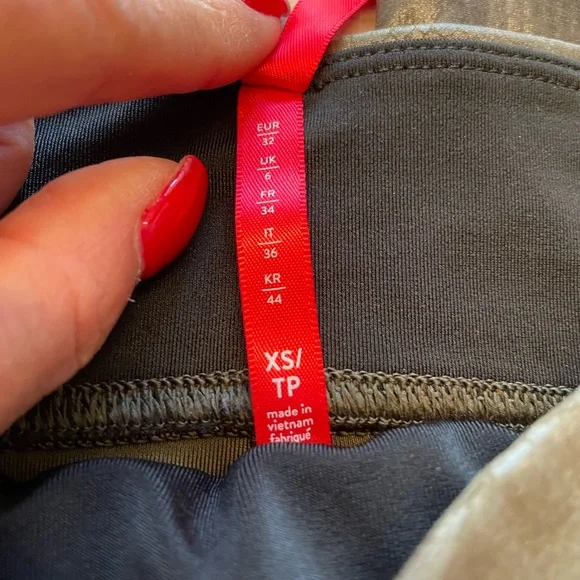 EUR
32
UK
6
FR
34
IT
36
KR
44
XS/
TP
made in
vietnam
fabriqué